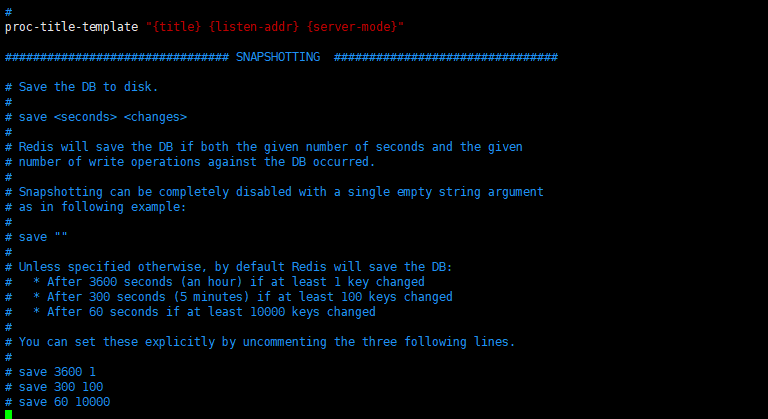 #
proc-title-template "{title} {listen-addr} {server-mode}"
################################ SNAPSHOTTING  ################################
# Save the DB to disk.
#
# save <seconds> <changes>
#
# Redis will save the DB if both the given number of seconds and the given
# number of write operations against the DB occurred.
#
# Snapshotting can be completely disabled with a single empty string argument
# as in following example:
#
# save ""
#
# Unless specified otherwise, by default Redis will save the DB:
#   * After 3600 seconds (an hour) if at least 1 key changed
#   * After 300 seconds (5 minutes) if at least 100 keys changed
#   * After 60 seconds if at least 10000 keys changed
#
# You can set these explicitly by uncommenting the three following lines.
#
# save 3600 1
# save 300 100
# save 60 10000